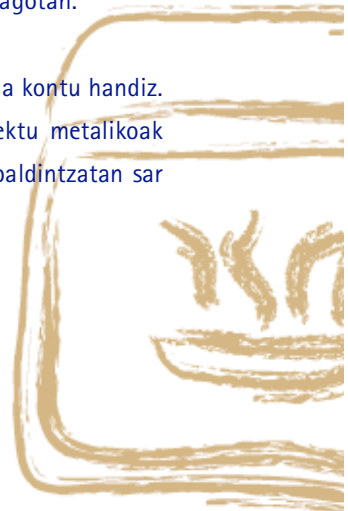 agotan.
a kontu handiz.
ektu metalikoak
baldintzatan sar